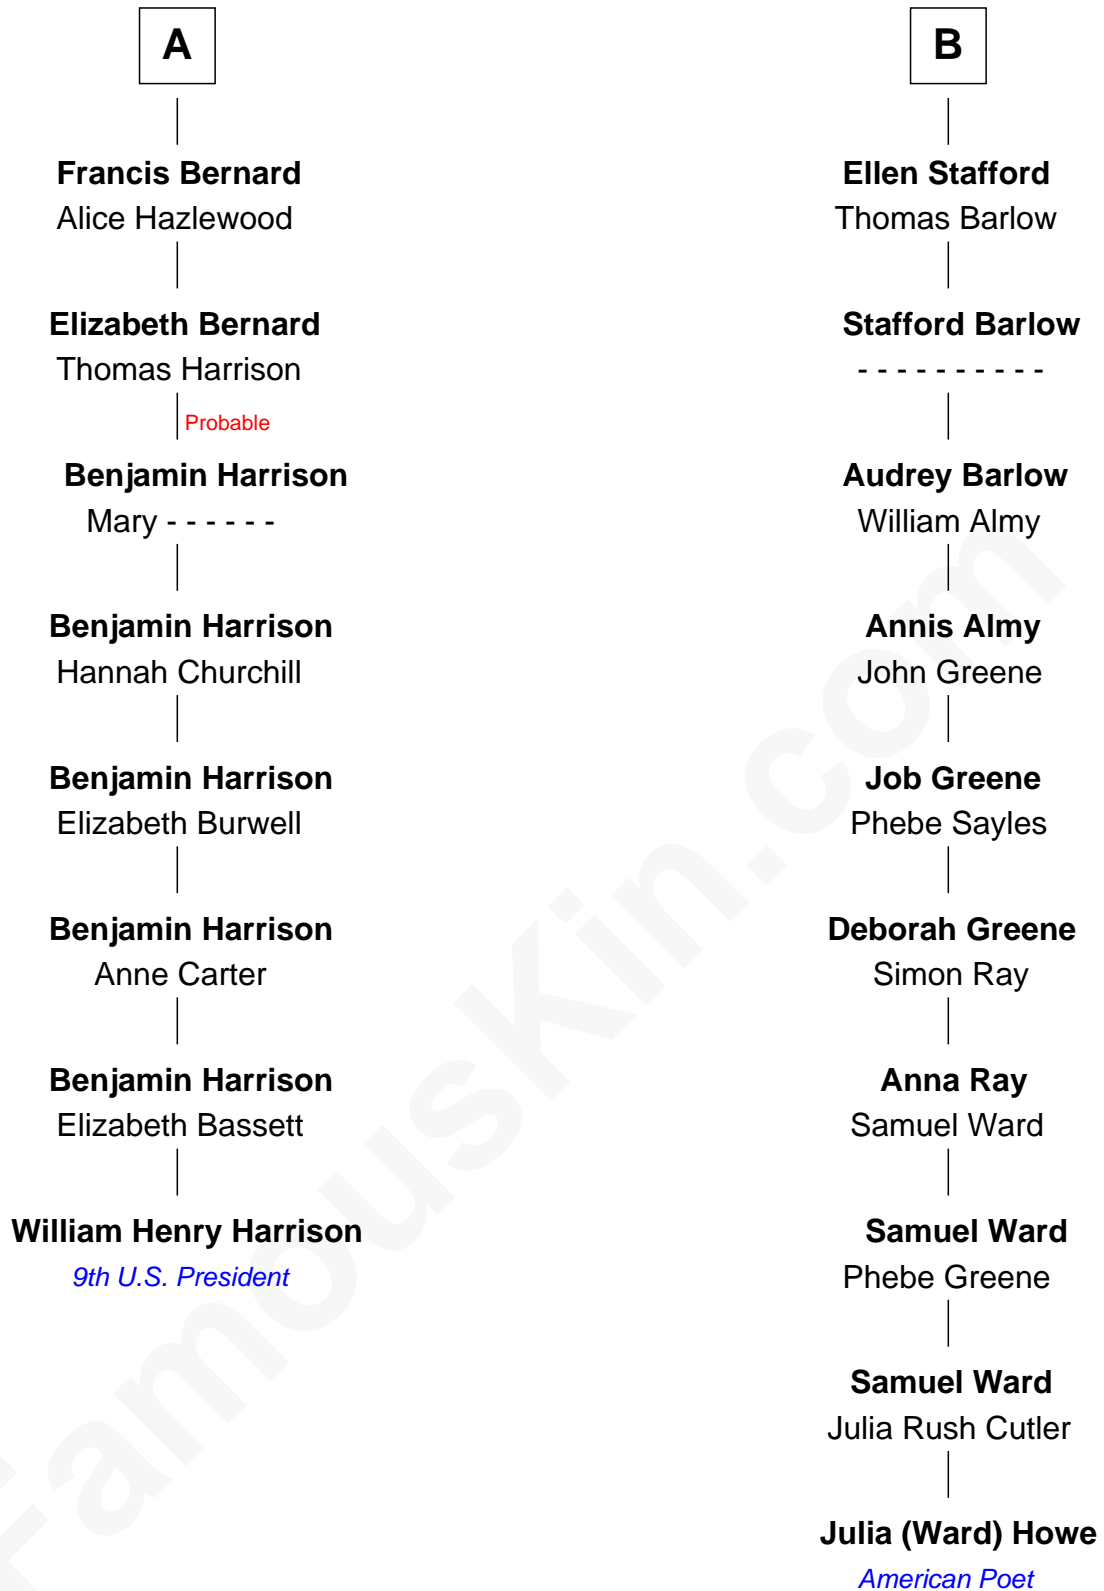 A
Francis Bernard
Alice Hazlewood
Elizabeth Bernard
Thomas Harrison
Probable
Benjamin Harrison
Mary - - - - - -
Benjamin Harrison
Hannah Churchill
Benjamin Harrison
Elizabeth Burwell
Benjamin Harrison
Anne Carter
Benjamin Harrison
Elizabeth Bassett
William Henry Harrison
9th U.S. President
B
Ellen Stafford
Thomas Barlow
Stafford Barlow
- - - - - - - - - -
Audrey Barlow
William Almy
Annis Almy
John Greene
Job Greene
Phebe Sayles
Deborah Greene
Simon Ray
Anna Ray
Samuel Ward
Samuel Ward
Phebe Greene
Samuel Ward
Julia Rush Cutler
Julia (Ward) Howe
American Poet
FamousKin.com